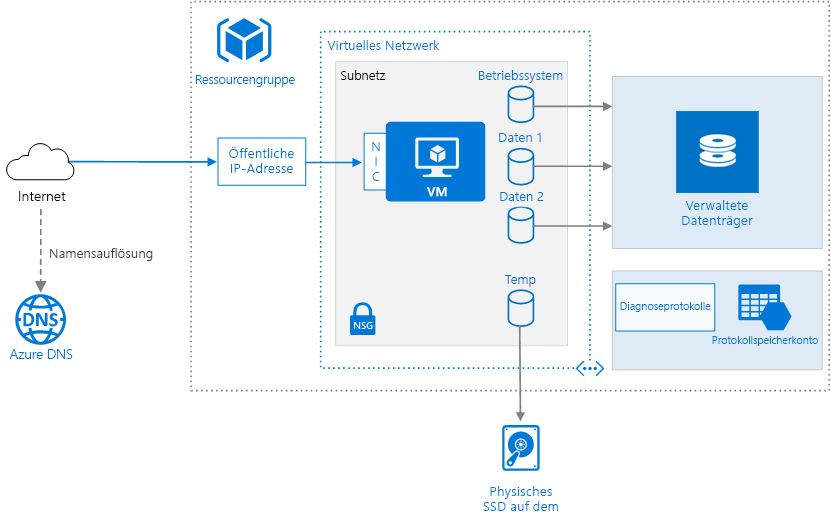 Ressourcengruppe
Virtuelles Netzwerk
Subnetz
Betriebssystem
Daten 1
Daten 2
Temp
Öffentliche
IP-Adresse
N
I
C
VM
NSG
Internet
Namensauflösung
DNS
Azure DNS
Verwaltete
Datenträger
Diagnoseprotokolle
Protokollspeicherkonto
Physisches
SSD auf dem